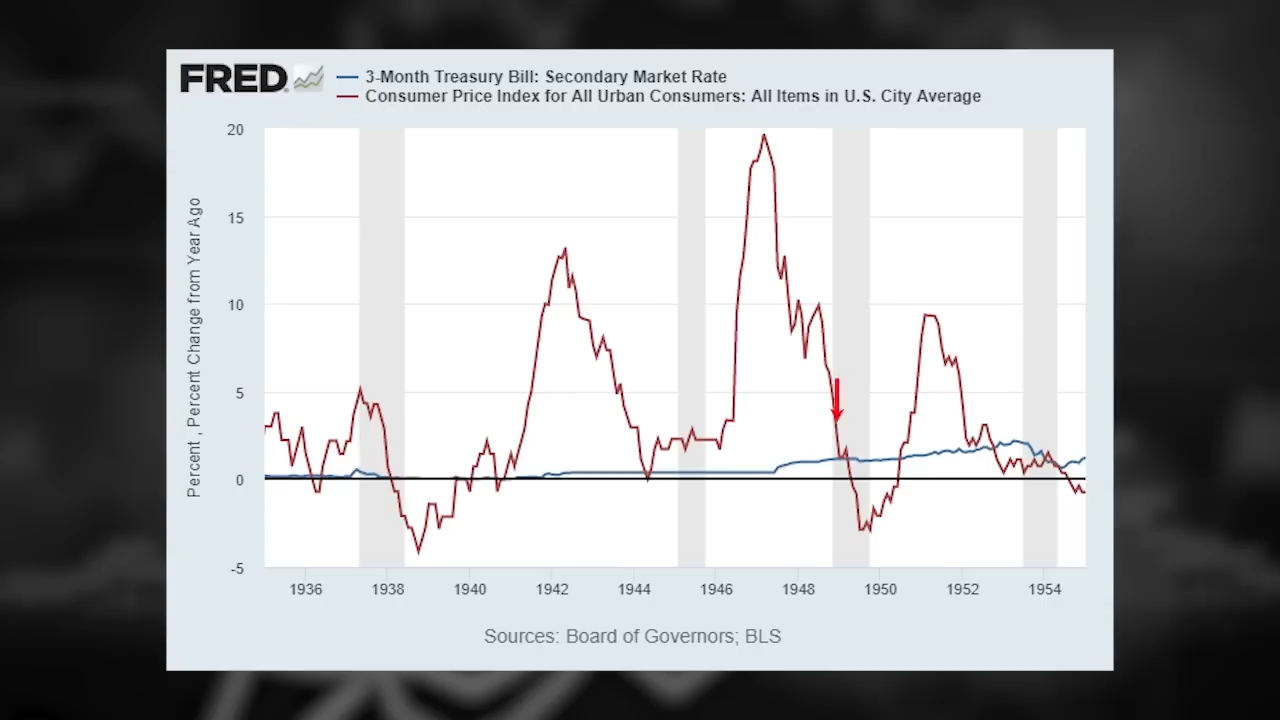 FRED
3-Month Treasury Bill: Secondary Market Rate
Consumer Price Index for All Urban Consumers: All Items in U.S. City Average
Percent , Percent Change from Year Ago
20
15
10
5
0
-5
1936 1938 1940 1942 1944 1946 1948 1950 1952 1954
Sources: Board of Governors; BLS